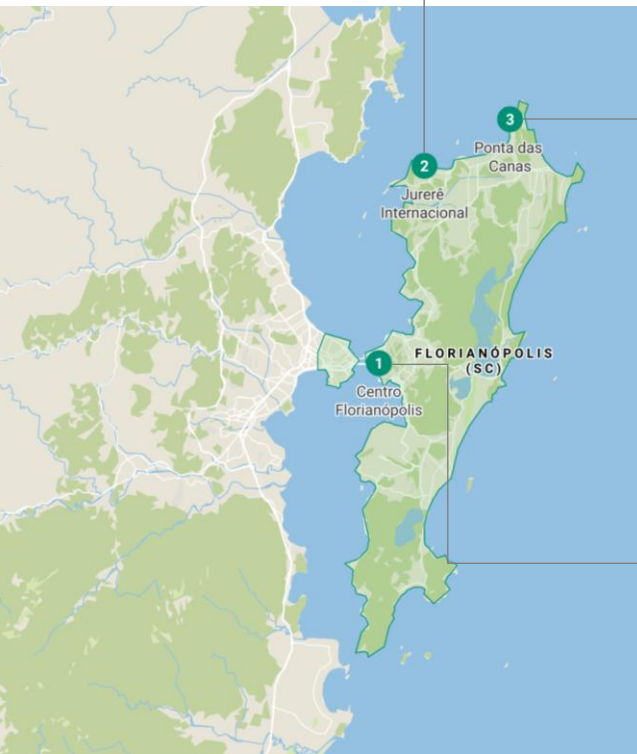 3
Ponta das
Canas
2
Jurerê
Internacional
FLORIANÓPOLIS
(SC)
1
Centro
Florianópolis